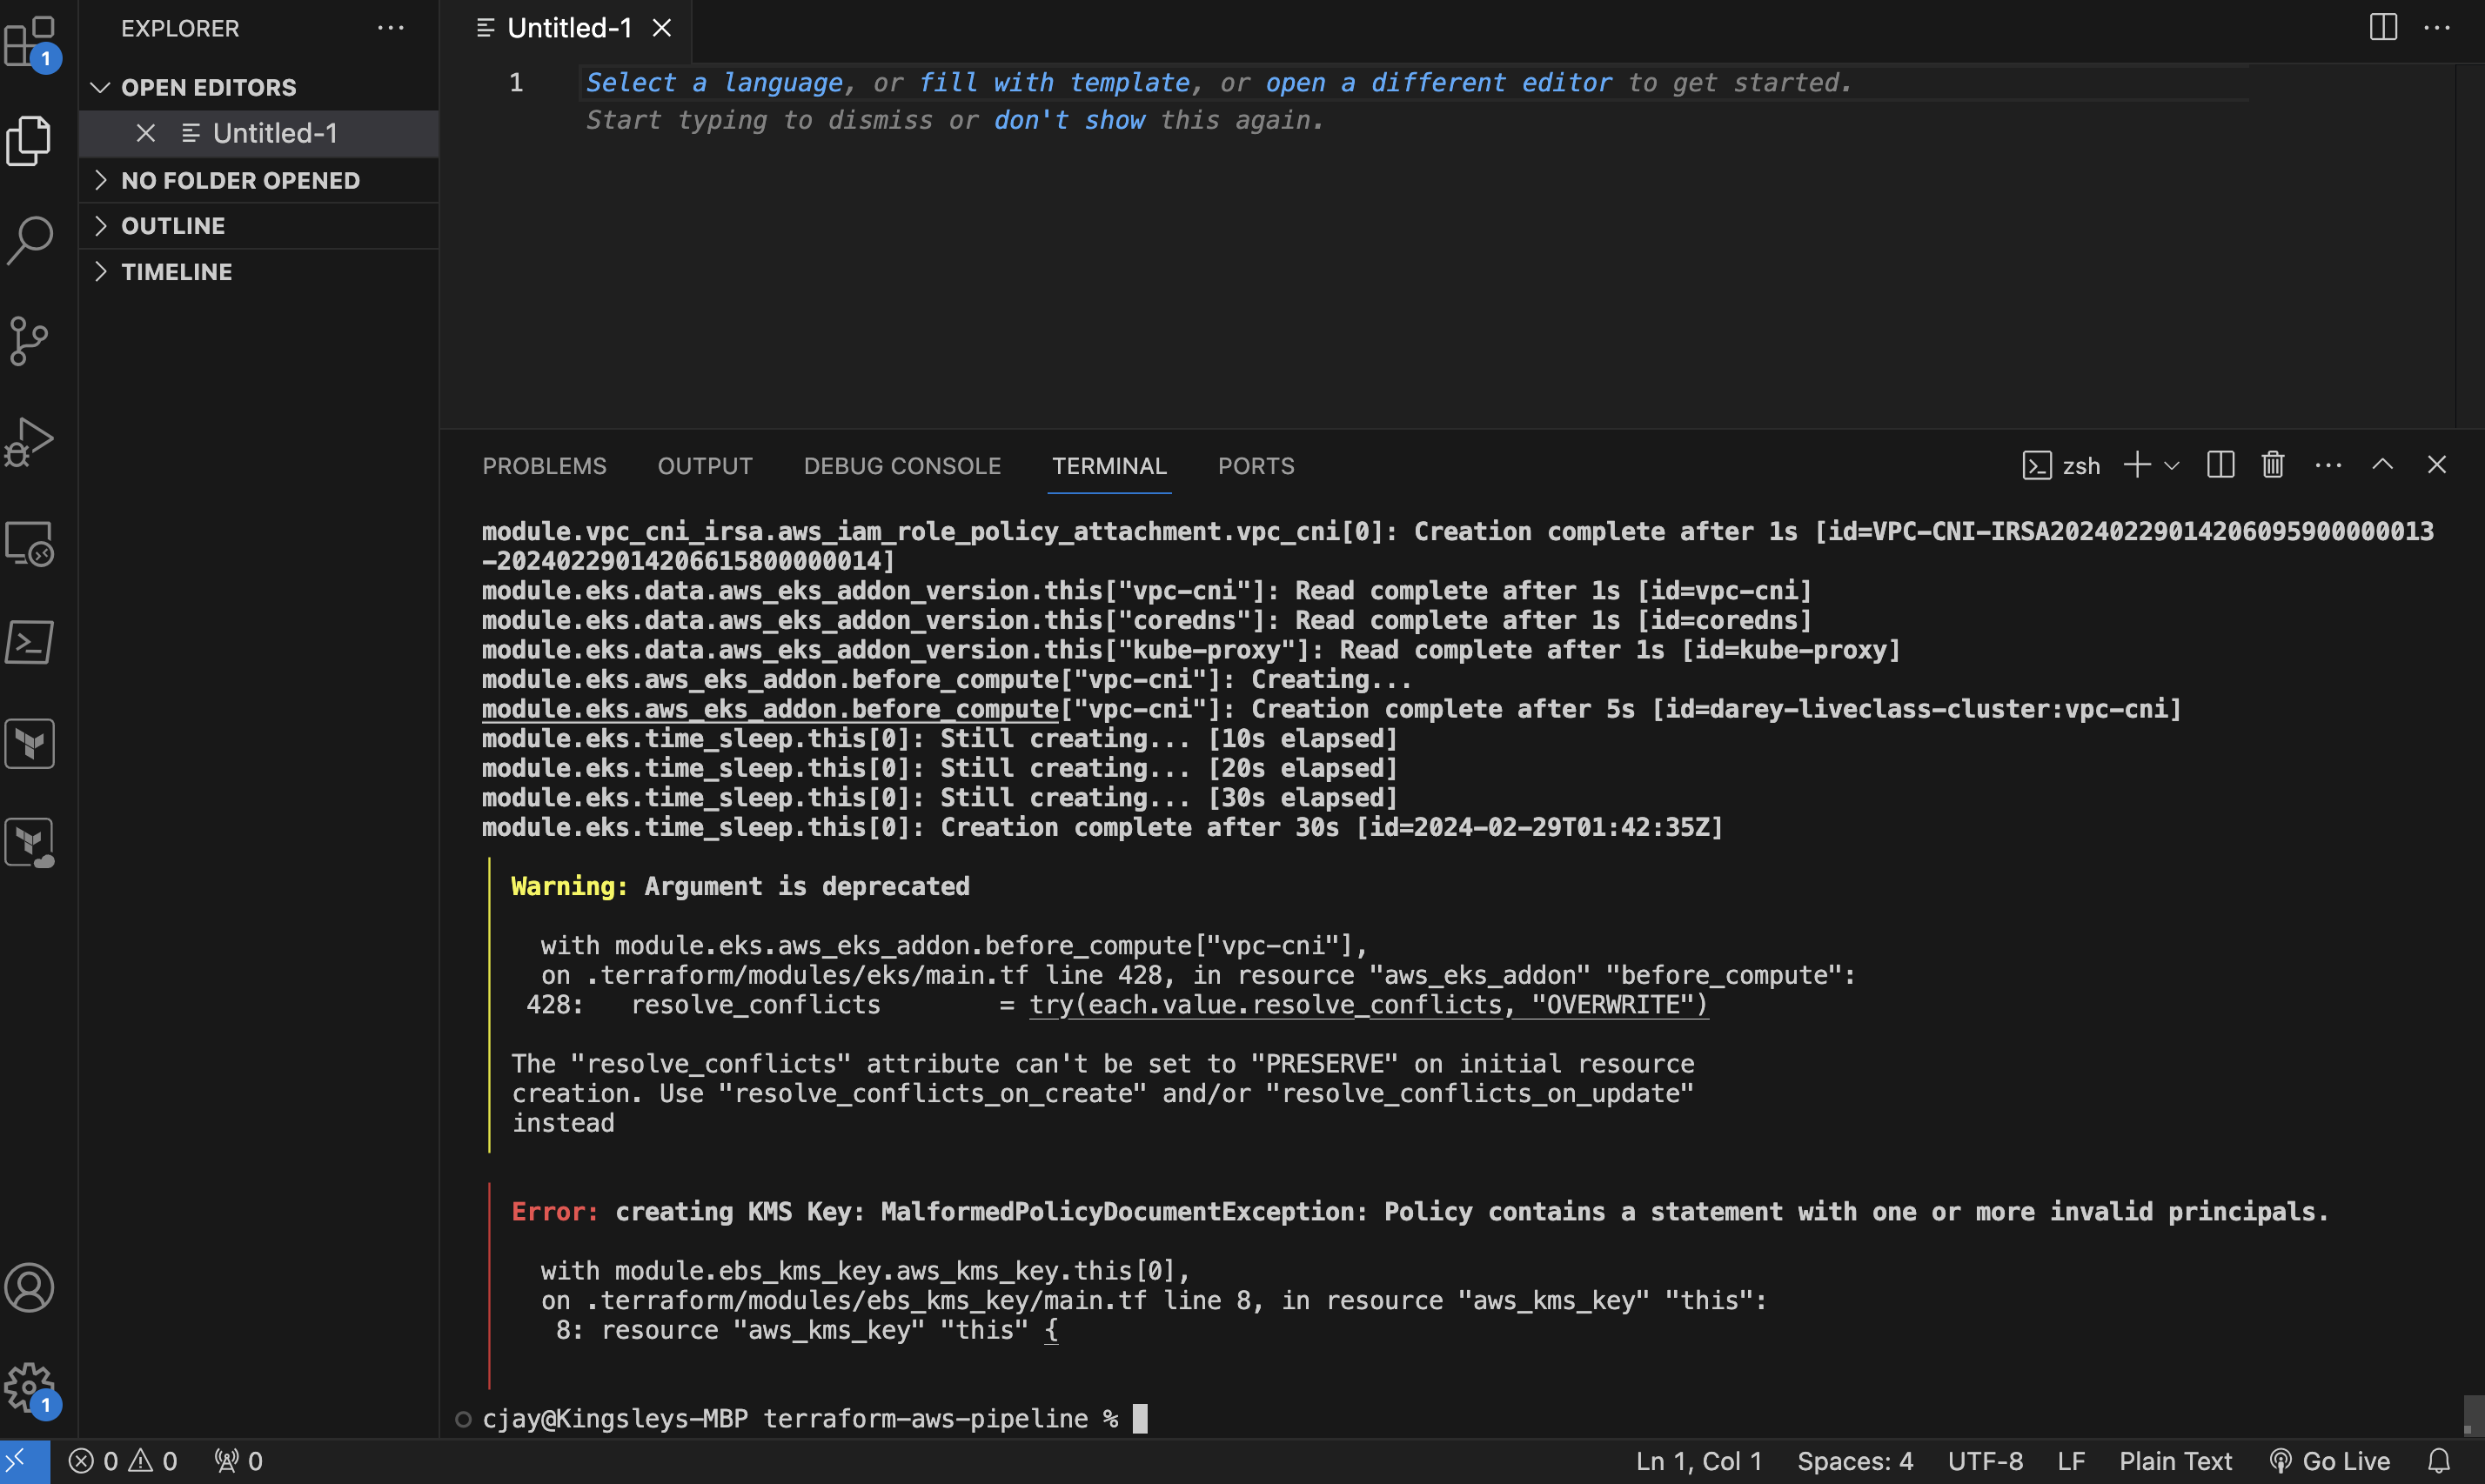 1
EXPLORER
OPEN EDITORS
Untitled-1
NO FOLDER OPENED
OUTLINE
TIMELINE
Untitled-1
1 Select a language, or fill with template, or open a different editor to get started.
Start typing to dismiss or don't show this again.
PROBLEMS OUTPUT DEBUG CONSOLE TERMINAL PORTS zsh
module.vpc_cni_irsa.aws_iam_role_policy_attachment.vpc_cni[0]: Creation complete after 1s [id=VPC-CNI-IRSA20240229014206095900000013
-20240229014206615800000014]
module.eks.data.aws_eks_addon_version.this["vpc-cni"]: Read complete after 1s [id=vpc-cni]
module.eks.data.aws_eks_addon_version.this["coredns"]: Read complete after 1s [id=coredns]
module.eks.data.aws_eks_addon_version.this["kube-proxy"]: Read complete after 1s [id=kube-proxy]
module.eks.aws_eks_addon.before_compute["vpc-cni"]: Creating...
module.eks.aws_eks_addon.before_compute["vpc-cni"]: Creation complete after 5s [id=darey-liveclass-cluster:vpc-cni]
module.eks.time_sleep.this[0]: Still creating... [10s elapsed]
module.eks.time_sleep.this[0]: Still creating... [20s elapsed]
module.eks.time_sleep.this[0]: Still creating... [30s elapsed]
module.eks.time_sleep.this[0]: Creation complete after 30s [id=2024-02-29T01:42:35Z]
Warning: Argument is deprecated
with module.eks.aws_eks_addon.before_compute["vpc-cni"],
on .terraform/modules/eks/main.tf line 428, in resource "aws_eks_addon" "before_compute":
428: resolve_conflicts = try(each.value.resolve_conflicts, "OVERWRITE")
The "resolve_conflicts" attribute can't be set to "PRESERVE" on initial resource
creation. Use "resolve_conflicts_on_create" and/or "resolve_conflicts_on_update"
instead
Error: creating KMS Key: MalformedPolicyDocumentException: Policy contains a statement with one or more invalid principals.
with module.ebs_kms_key.aws_kms_key.this[0],
on .terraform/modules/ebs_kms_key/main.tf line 8, in resource "aws_kms_key" "this":
8: resource "aws_kms_key" "this" {
cjay@Kingsleys-MBP terraform-aws-pipeline %
1
0 0 0 Ln 1, Col 1 Spaces: 4 UTF-8 LF Plain Text Go Live